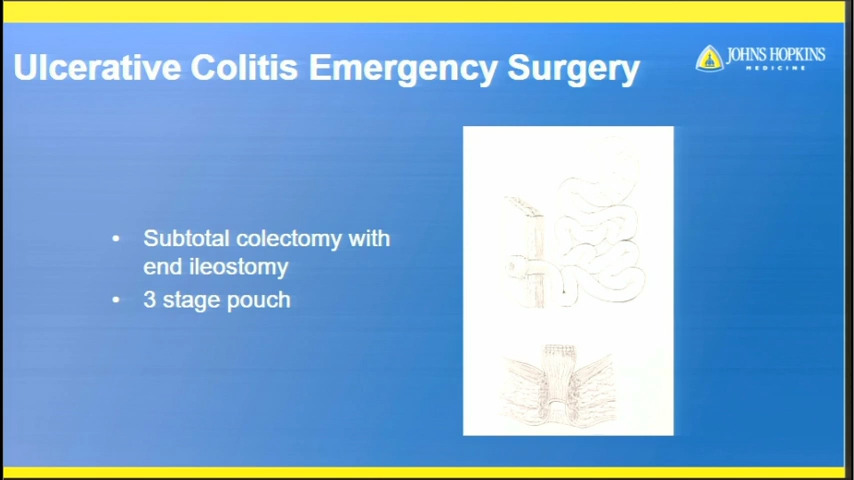 Ulcerative Colitis Emergency Surgery
JOHNS HOPKINS
MEDICINE
• Subtotal colectomy with
end ileostomy
• 3 stage pouch